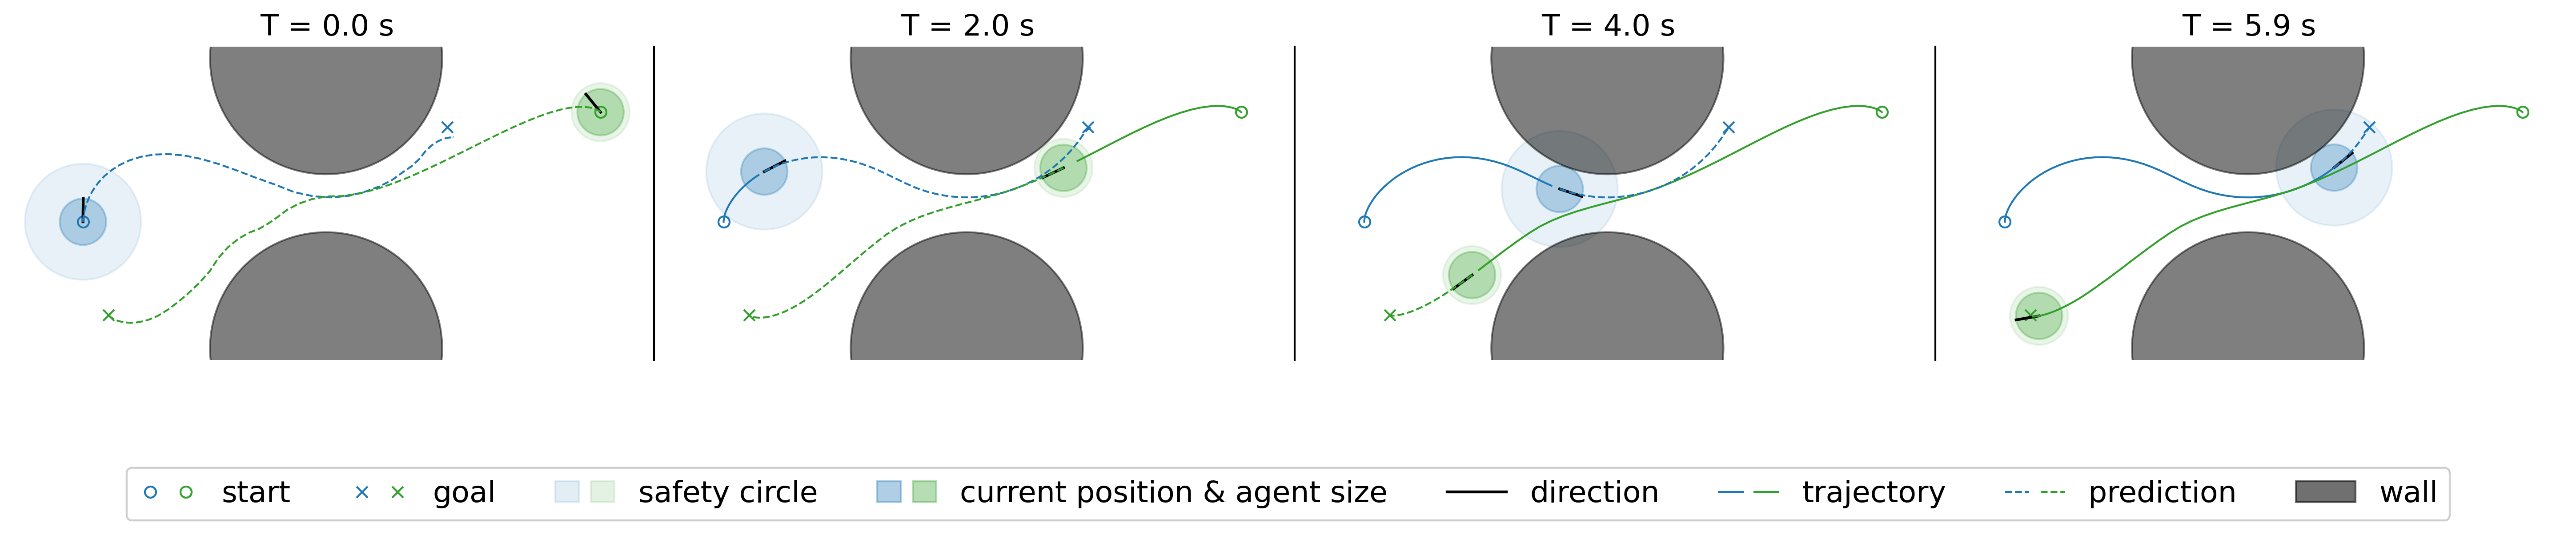 T = 0.0 s
T = 2.0 s
T = 4.0 s
T = 5.9 s
start goal safety circle current position & agent size direction trajectory prediction wall